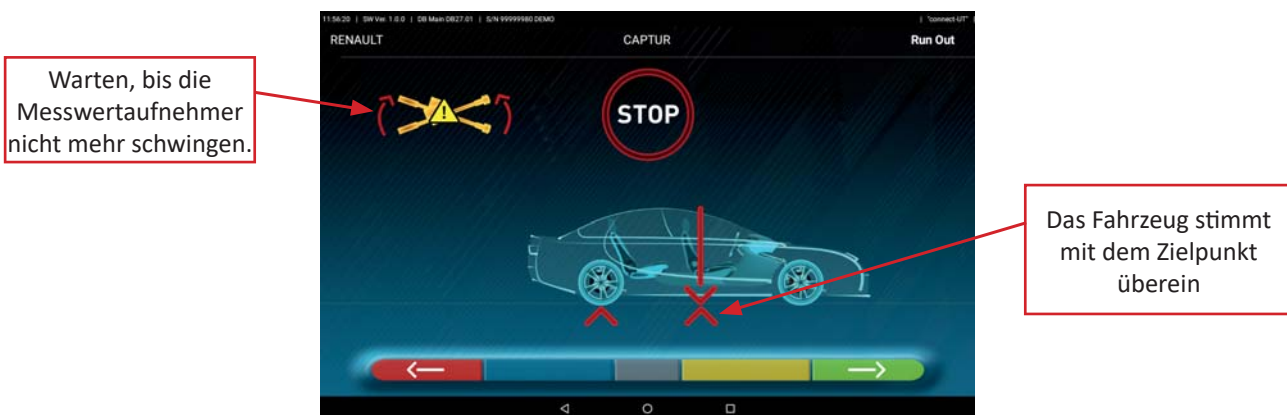 11:56:20 | SW Ver. 1.0.0 | DB Main DB27.01 | S/N 99999980 DEMO | "connect-UT" |
RENAULT CAPTUR Run Out
Warten, bis die
Messwertaufnehmer
nicht mehr schwingen.
STOP
Das Fahrzeug stimmt
mit dem Zielpunkt
überein